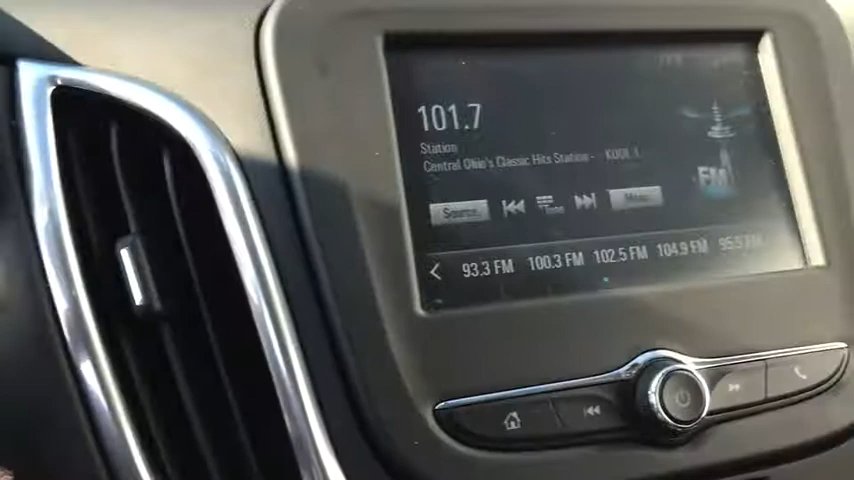 101.7
Station
Central Ohio's Classic Hits Station - KOOL 1
FM
Source
Tune
Menu
93.3 FM 100.3 FM 102.5 FM 104.9 FM 95.5 FM